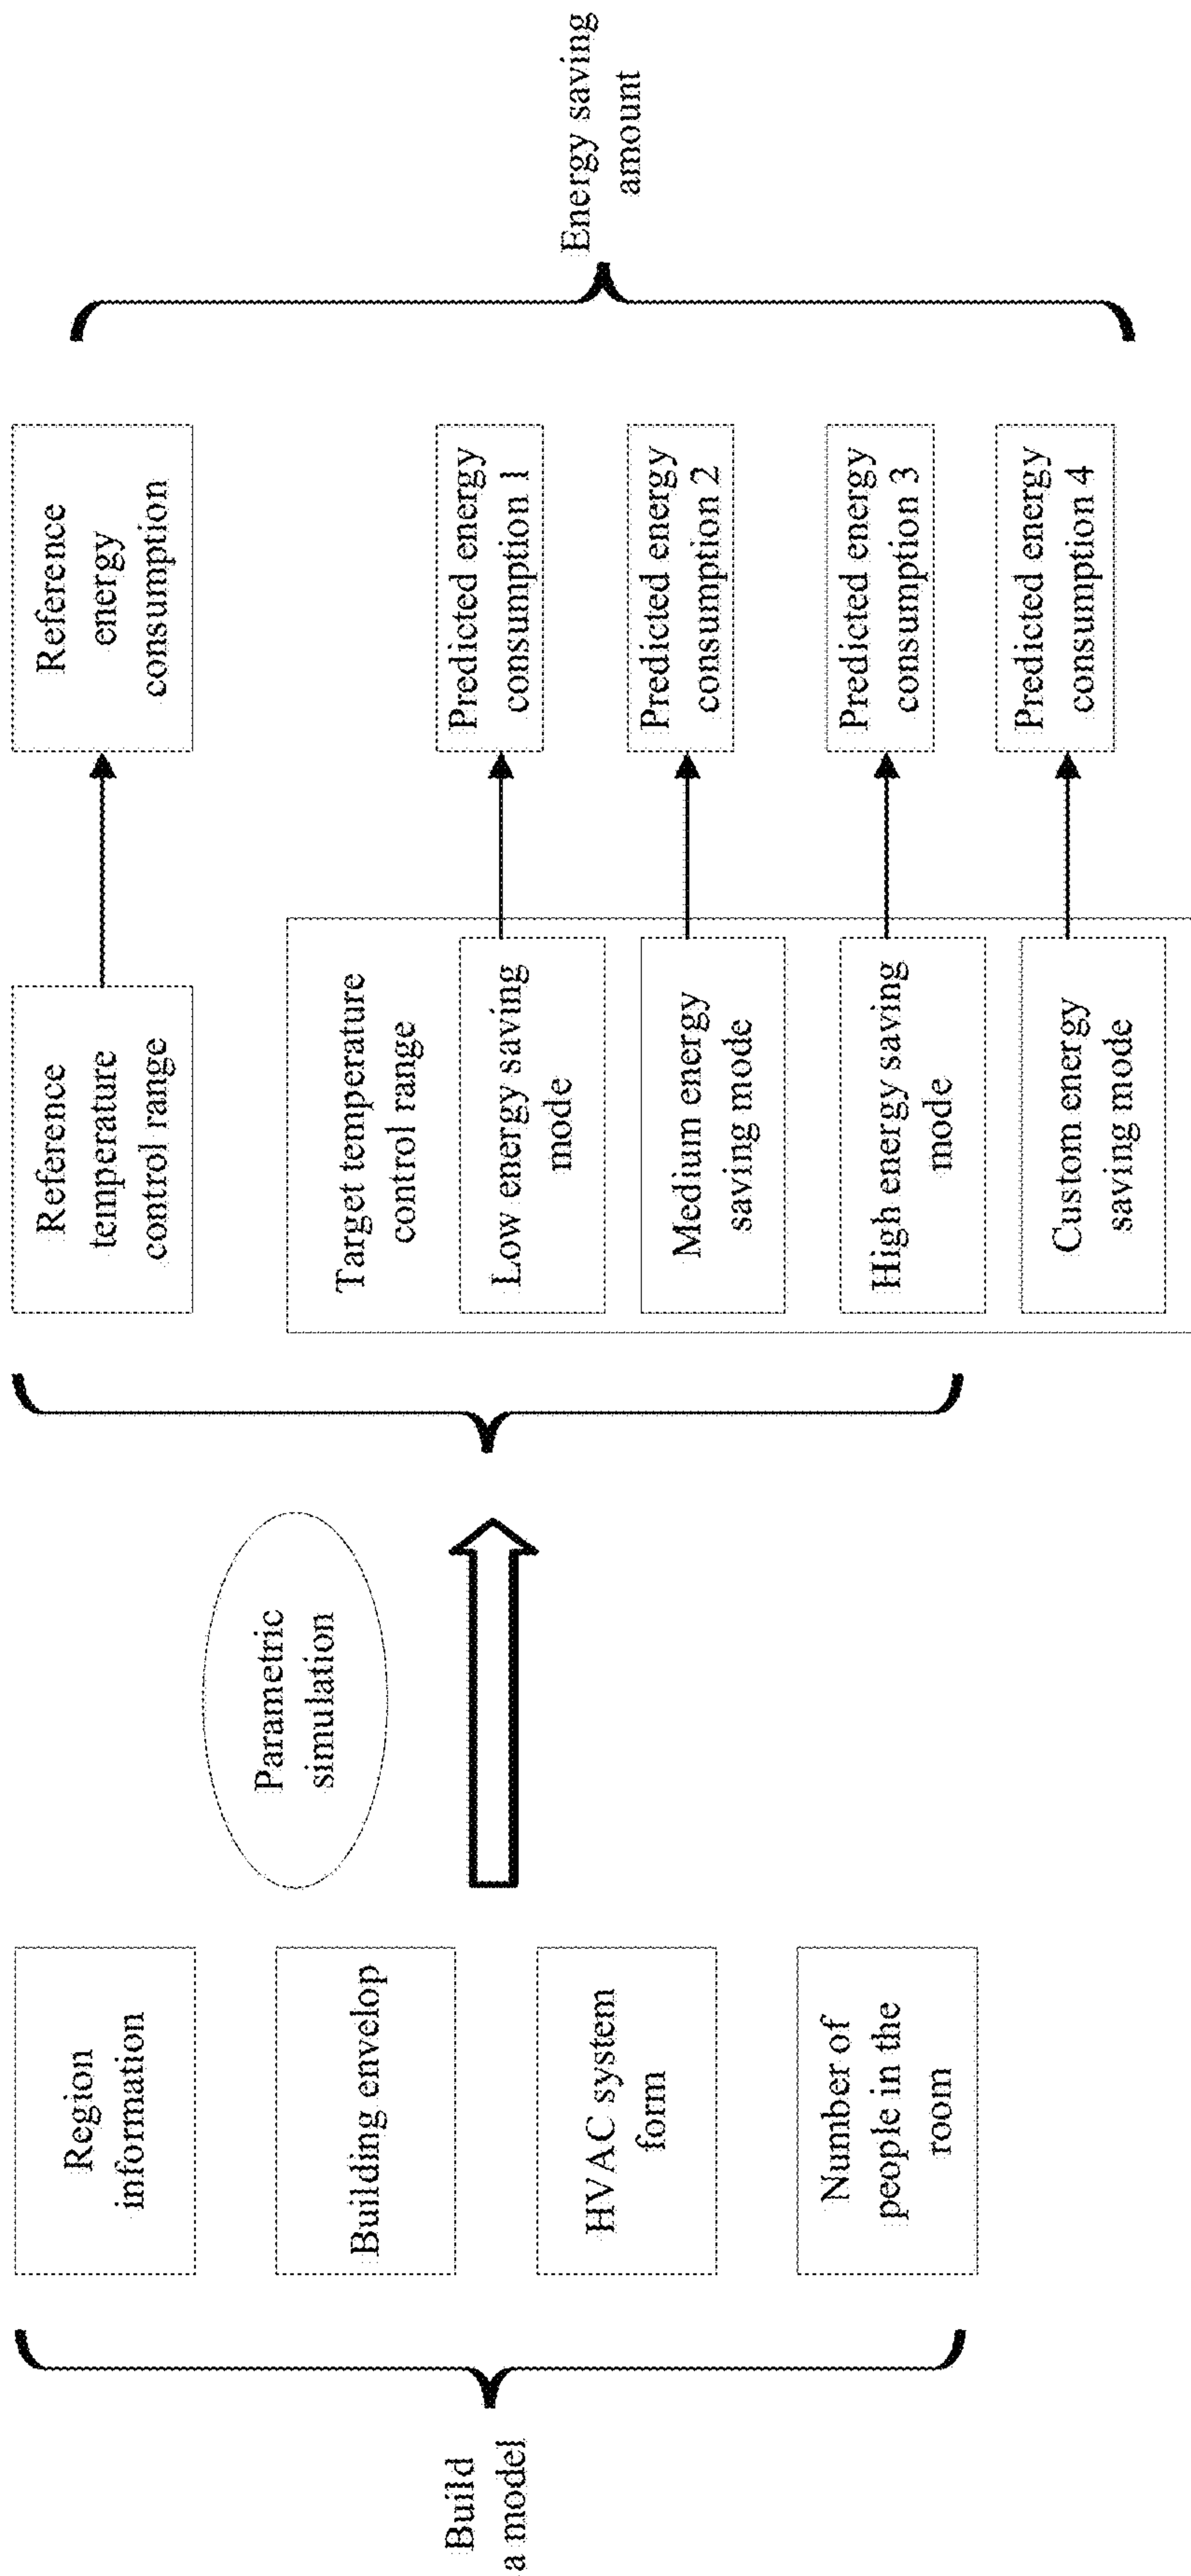 Build
a model
Region
information
Building envelop
HVAC system
form
Number of
people in the
room
Parametric
simulation
Reference
temperature
control range
Target temperature
control range
Low energy saving
mode
Medium energy
saving mode
High energy saving
mode
Custom energy
saving mode
Reference
energy
consumption
Predicted energy
consumption 1
Predicted energy
consumption 2
Predicted energy
consumption 3
Predicted energy
consumption 4
Energy saving
amount